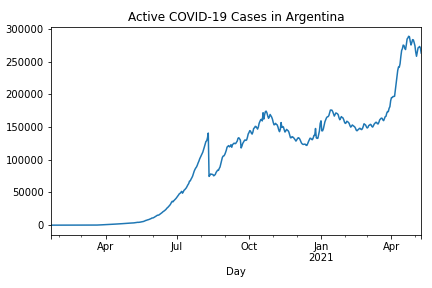 Active COVID-19 Cases in Argentina
300000
250000
200000
150000
100000
50000
0
Apr
Jul
Oct
Jan
2021
Apr
Day